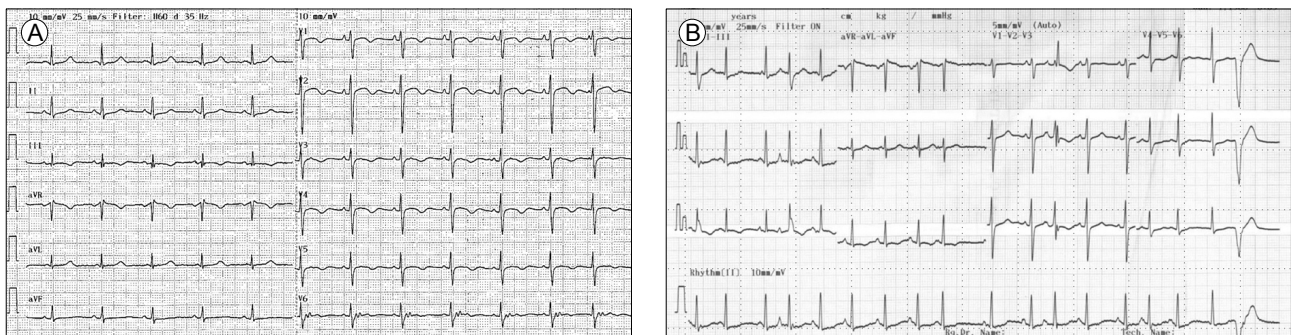 A
10 mm/mV 25 mm/s Filter: H60 d 35 Hz
10 mm/mV
II
III
aVR
aVL
aVF
V1
V2
V3
V4
V5
V6
B
years cm kg // mmHg
mm/mV 25mm/s Filter ON
5mm/mV (Auto)
I-III
aVR-aVL-aVF
V1-V2-V3
V4-V5-V6
Rhythm[II] 10mm/mV
Rq.Dr. Name:
Tech. Name: